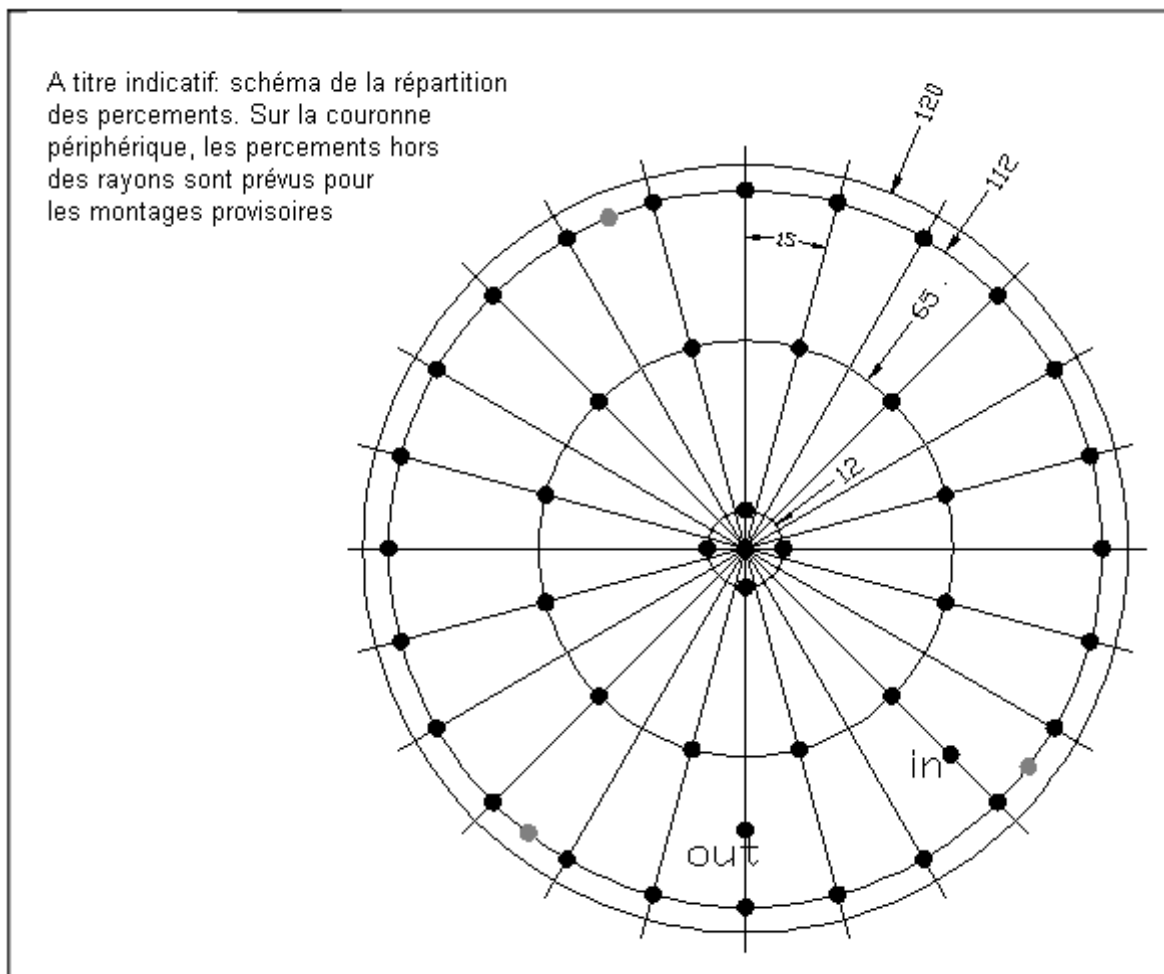 A titre indicatif: schéma de la répartition
des percements. Sur la couronne
périphérique, les percements hors
des rayons sont prévus pour
les montages provisoires
120
112
15
65
12
in
out